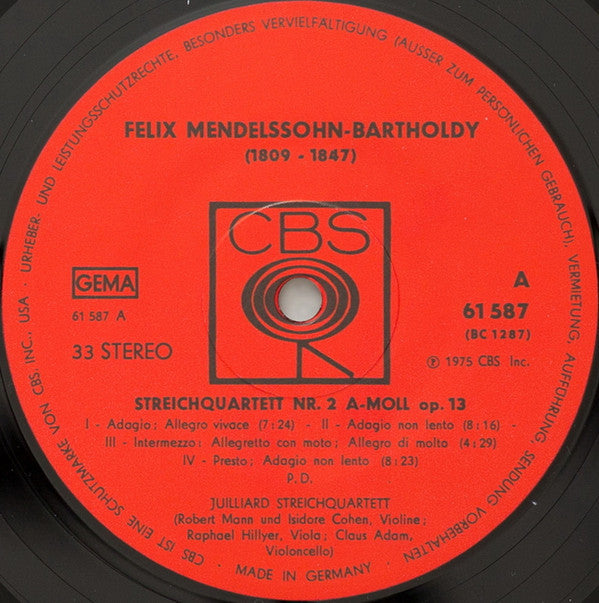 FELIX MENDELSSOHN-BARTHOLDY
(1809 - 1847)
CBS
GEMA
61 587 A
33 STEREO
A
61 587
(BC 1287)
℗ 1975 CBS Inc.
STREICHQUARTETT NR. 2 A-MOLL op. 13
I - Adagio; Allegro vivace (7:24) - II - Adagio non lento (8:16) -
III - Intermezzo: Allegretto con moto; Allegro di molto (4:29)
IV - Presto; Adagio non lento (8:23)
P. D.
JUILLIARD STREICHQUARTETT
(Robert Mann und Isidore Cohen, Violine;
Raphael Hillyer, Viola; Claus Adam,
Violoncello)
CBS IST EINE SCHUTZMARKE VON CBS INC., USA · URHEBER- UND LEISTUNGSSCHUTZRECHTE, BESONDERS VERVIELFÄLTIGUNG (AUSSER ZUM PERSÖNLICHEN GEBRAUCH), VERMIETUNG, AUFFÜHRUNG, SENDUNG VORBEHALTEN · MADE IN GERMANY ·